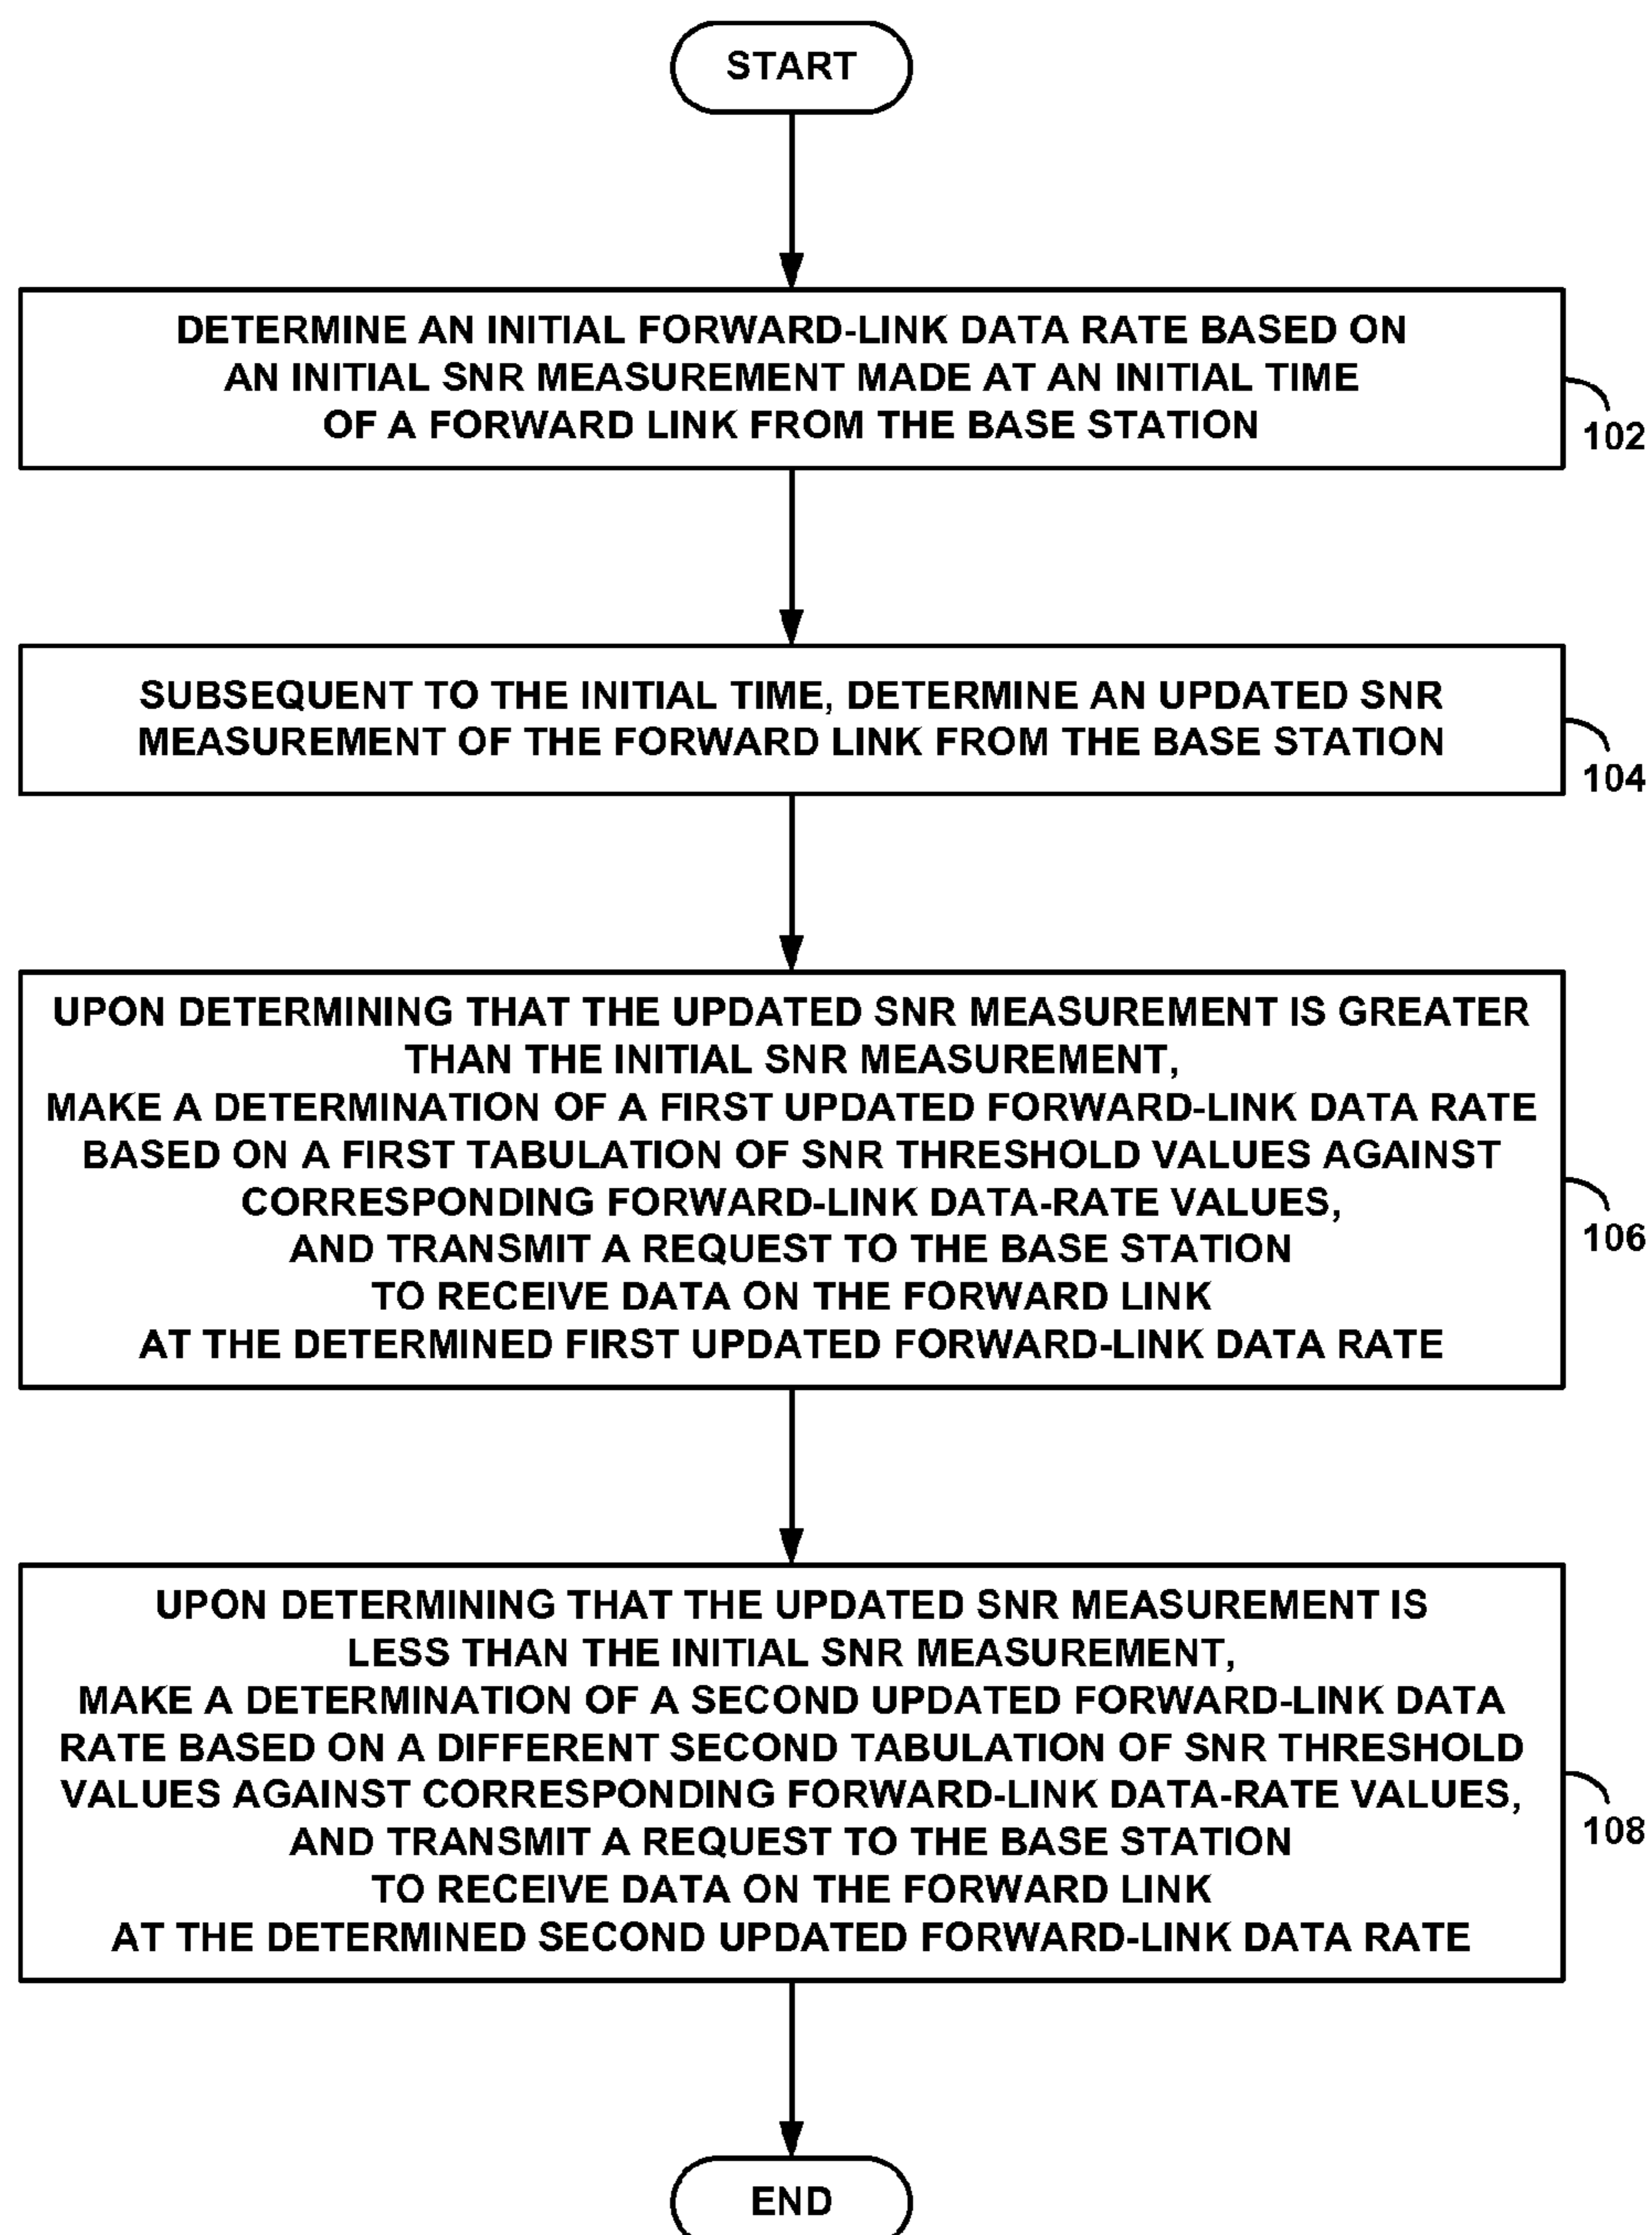 START
DETERMINE AN INITIAL FORWARD-LINK DATA RATE BASED ON
AN INITIAL SNR MEASUREMENT MADE AT AN INITIAL TIME
OF A FORWARD LINK FROM THE BASE STATION
102
SUBSEQUENT TO THE INITIAL TIME, DETERMINE AN UPDATED SNR
MEASUREMENT OF THE FORWARD LINK FROM THE BASE STATION
104
UPON DETERMINING THAT THE UPDATED SNR MEASUREMENT IS GREATER
THAN THE INITIAL SNR MEASUREMENT,
MAKE A DETERMINATION OF A FIRST UPDATED FORWARD-LINK DATA RATE
BASED ON A FIRST TABULATION OF SNR THRESHOLD VALUES AGAINST
CORRESPONDING FORWARD-LINK DATA-RATE VALUES,
AND TRANSMIT A REQUEST TO THE BASE STATION
TO RECEIVE DATA ON THE FORWARD LINK
AT THE DETERMINED FIRST UPDATED FORWARD-LINK DATA RATE
106
UPON DETERMINING THAT THE UPDATED SNR MEASUREMENT IS
LESS THAN THE INITIAL SNR MEASUREMENT,
MAKE A DETERMINATION OF A SECOND UPDATED FORWARD-LINK DATA
RATE BASED ON A DIFFERENT SECOND TABULATION OF SNR THRESHOLD
VALUES AGAINST CORRESPONDING FORWARD-LINK DATA-RATE VALUES,
AND TRANSMIT A REQUEST TO THE BASE STATION
TO RECEIVE DATA ON THE FORWARD LINK
AT THE DETERMINED SECOND UPDATED FORWARD-LINK DATA RATE
108
END